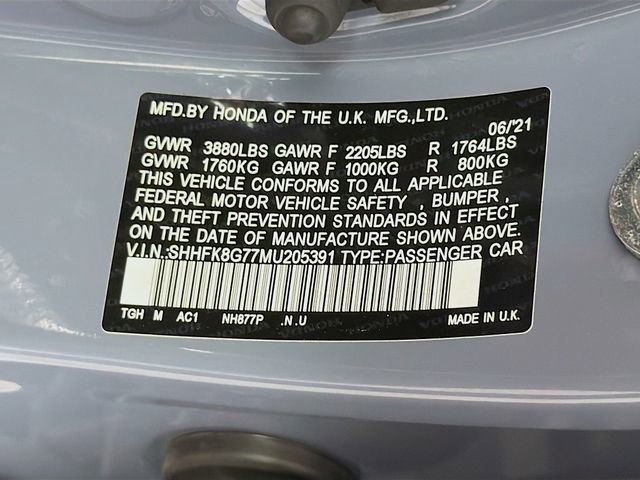 MFD.BY HONDA OF THE U.K. MFG.,LTD.
06/'21
GVWR 3880LBS GAWR F 2205LBS R 1764LBS
GVWR 1760KG GAWR F 1000KG R 800KG
THIS VEHICLE CONFORMS TO ALL APPLICABLE
FEDERAL MOTOR VEHICLE SAFETY , BUMPER ,
AND THEFT PREVENTION STANDARDS IN EFFECT
ON THE DATE OF MANUFACTURE SHOWN ABOVE.
V.I.N.:SHHFK8G77MU205391 TYPE:PASSENGER CAR
TGH M AC1 NH877P .N.U MADE IN U.K.